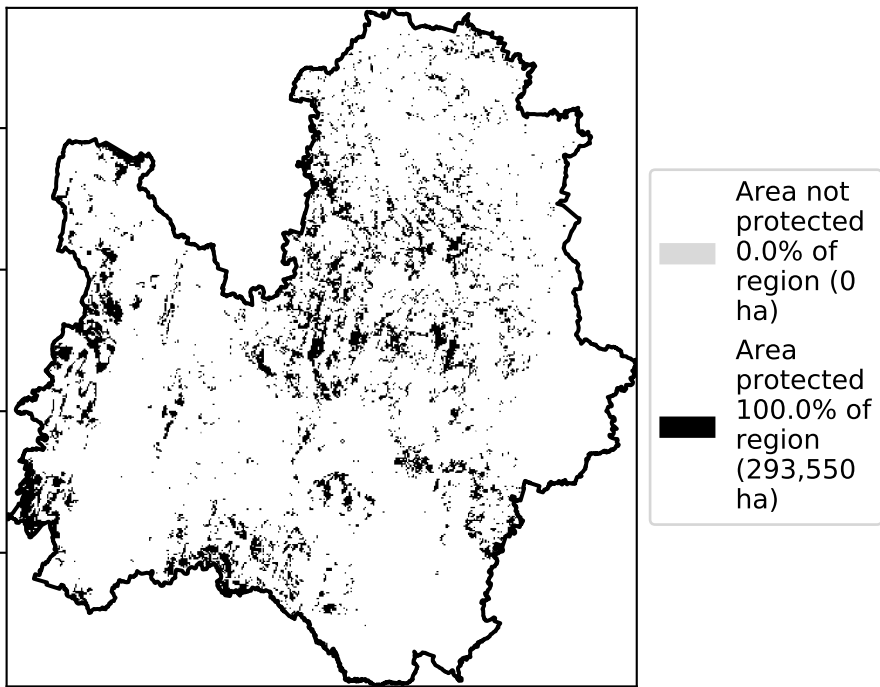 Area not
protected
0.0% of
region (0
ha)
Area
protected
100.0% of
region
(293,550
ha)